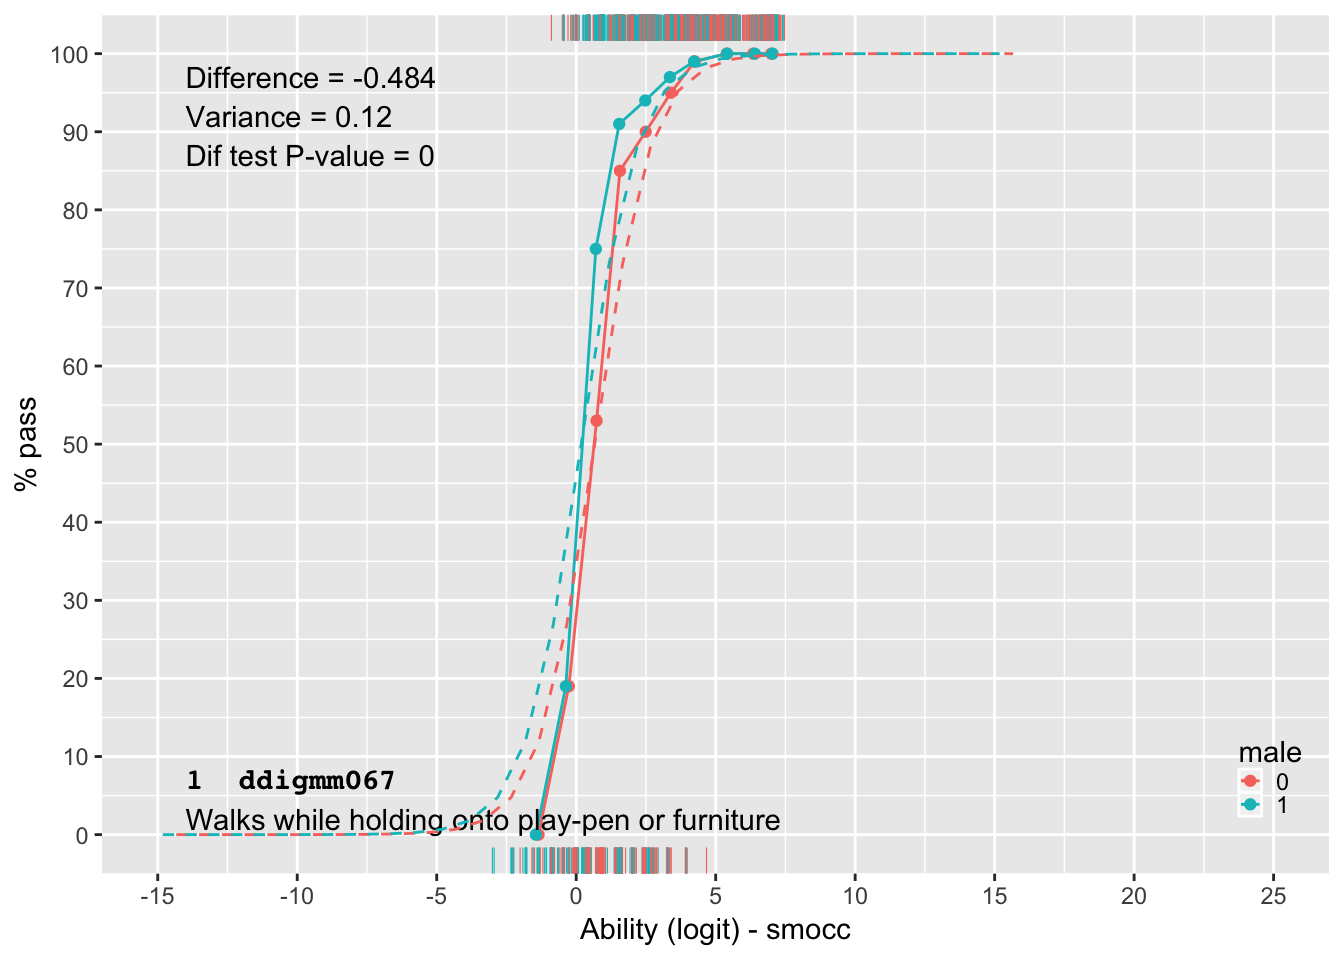 100
90
80
70
60
50
40
30
20
10
0
% pass
Difference = -0.484
Variance = 0.12
Dif test P-value = 0
1 ddigmm067
Walks while holding onto play-pen or furniture
male
0
1
-15 -10 -5 0 5 10 15 20 25
Ability (logit) - smocc